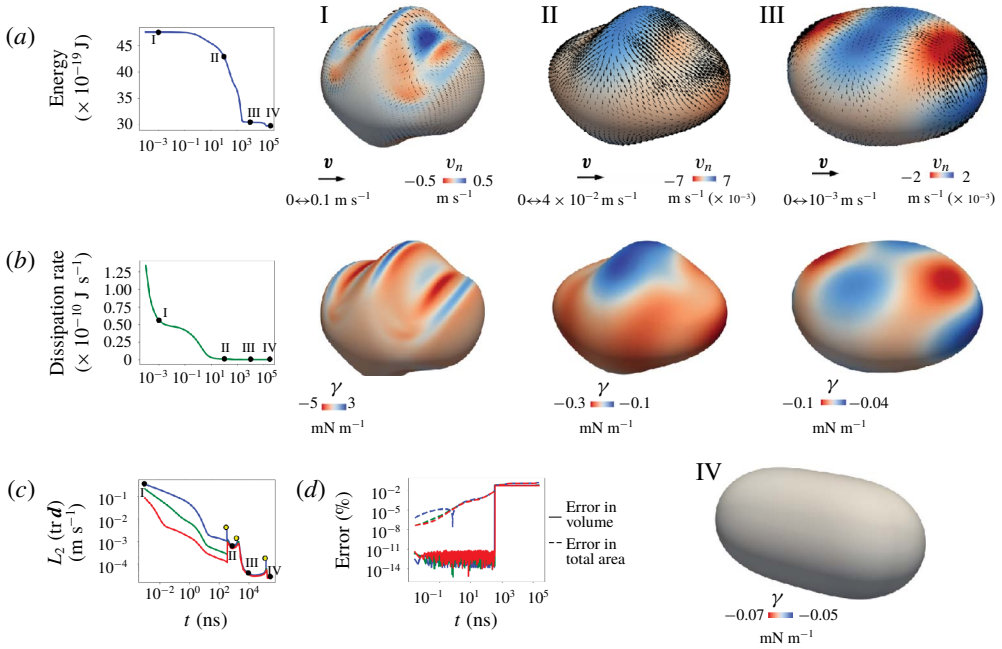 (a)
Energy
(× 10−19 J)
45
40
35
30
I
II
III
IV
10−3 10−1 101 103 105
I
v
0↔0.1 m s−1
υn
−0.5 0.5
m s−1
II
v
0↔4 × 10−2 m s−1
υn
−7 7
m s−1 (× 10−3)
III
v
0↔10−3 m s−1
υn
−2 2
m s−1 (× 10−3)
(b)
Dissipation rate
(× 10−10 J s−1)
1.25
1.00
0.75
0.50
0.25
0
I
II III IV
10−3 10−1 101 103 105
γ
−5 3
mN m−1
γ
−0.3 −0.1
mN m−1
γ
−0.1 −0.04
mN m−1
(c)
L2 (tr d)
(m s−1)
10−1
10−2
10−3
10−4
I
II
III
IV
10−3 10−1 102 104
t (ns)
(d)
Error (%)
10−2
10−5
10−8
10−11
10−14
10−1 101 103 105
t (ns)
Error in
volume
Error in
total area
IV
γ
−0.07 −0.05
mN m−1